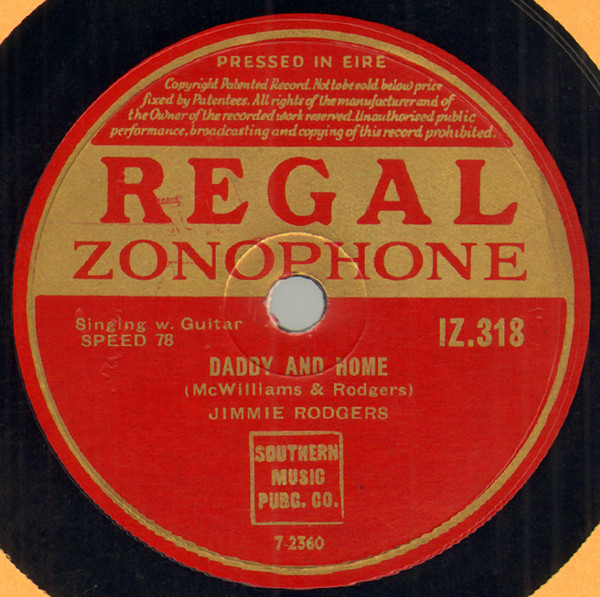 PRESSED IN EIRE
Copyright Patented Record. Not to be sold below price
fixed by Patentees. All rights of the manufacturer and of
the Owner of the recorded work reserved. Unauthorised public
performance, broadcasting and copying of this record prohibited.
REGAL
ZONOPHONE
Singing w. Guitar
SPEED 78
IZ.318
DADDY AND HOME
(McWilliams & Rodgers)
JIMMIE RODGERS
SOUTHERN
MUSIC
PUBG. CO.
7-2360